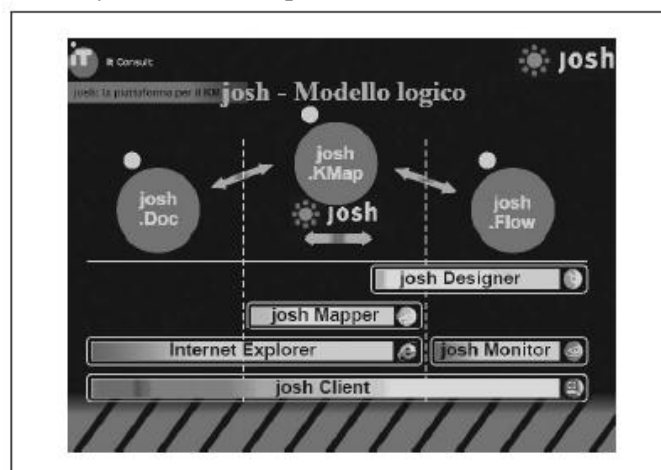 it Consult
josh
josh: la piattaforma per il KM
josh - Modello logico
josh
.KMap
josh
.Doc
josh
.Flow
josh
josh Designer
josh Mapper
Internet Explorer
josh Monitor
josh Client